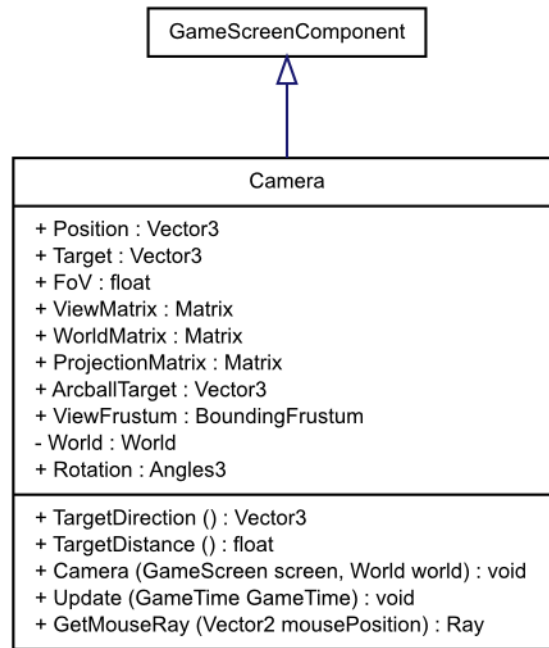 GameScreenComponent
Camera
+ Position : Vector3
+ Target : Vector3
+ FoV : float
+ ViewMatrix : Matrix
+ WorldMatrix : Matrix
+ ProjectionMatrix : Matrix
+ ArcballTarget : Vector3
+ ViewFrustum : BoundingFrustum
- World : World
+ Rotation : Angles3
+ TargetDirection () : Vector3
+ TargetDistance () : float
+ Camera (GameScreen screen, World world) : void
+ Update (GameTime GameTime) : void
+ GetMouseRay (Vector2 mousePosition) : Ray